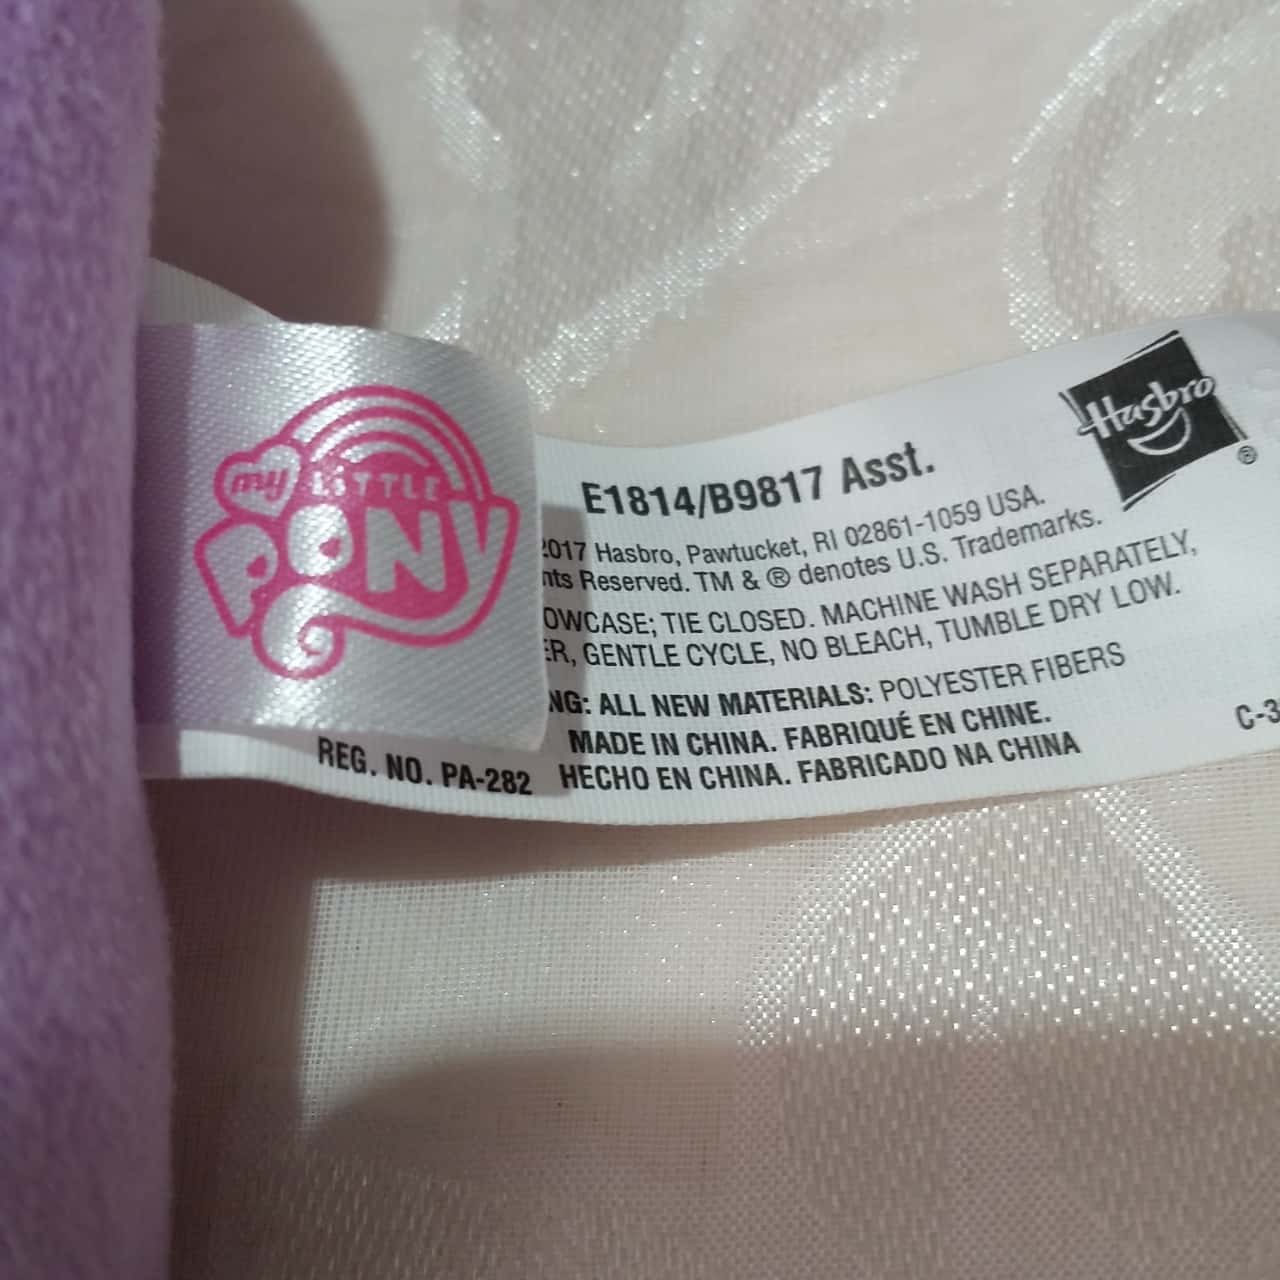 my LITTLE
PONY
Hasbro
®
E1814/B9817 Asst.
2017 Hasbro, Pawtucket, RI 02861-1059 USA.
Reserved. TM & ® denotes U.S. Trademarks.
TIE CLOSED. MACHINE WASH SEPARATELY,
GENTLE CYCLE, NO BLEACH, TUMBLE DRY LOW.
ALL NEW MATERIALS: POLYESTER FIBERS
MADE IN CHINA. FABRIQUÉ EN CHINE.
REG. NO. PA-282 HECHO EN CHINA. FABRICADO NA CHINA